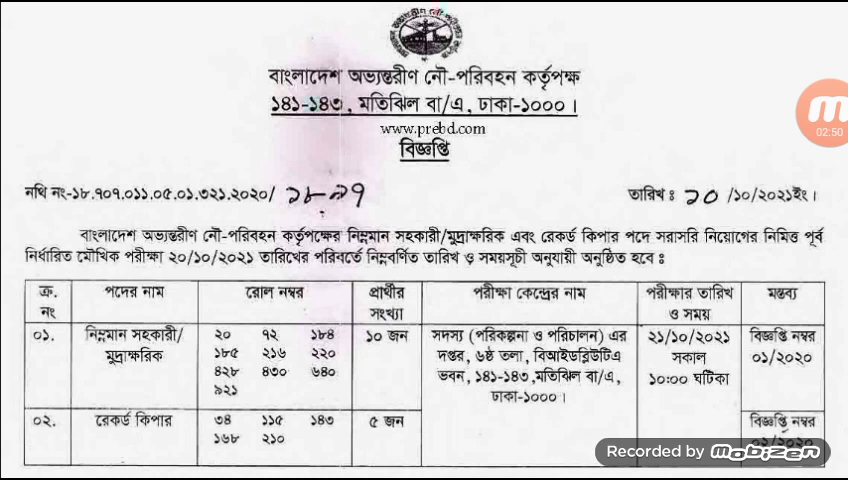 বাংলাদেশ অভ্যন্তরীণ নৌ-পরিবহন কর্তৃপক্ষ
১৪১-১৪৩, মতিঝিল বা/এ, ঢাকা-১০০০।
www.prebd.com
বিজ্ঞপ্তি
নথি নং-১৮.৭০৭.০১১.০৫.০১.৩২১.২০২০/
তারিখ ঃ ২০ /১০/২০২১ইং।
বাংলাদেশ অভ্যন্তরীণ নৌ-পরিবহন কর্তৃপক্ষের নিম্নমান সহকারী/মুদ্রাক্ষরিক এবং রেকর্ড কিপার পদে সরাসরি নিয়োগের নিমিত্ত পূর্ব
নির্ধারিত মৌখিক পরীক্ষা ২০/১০/২০২১ তারিখের পরিবর্তে নিম্নবর্ণিত তারিখ ও সময়সূচী অনুযায়ী অনুষ্ঠিত হবে ঃ
ক্র. নং পদের নাম রোল নম্বর প্রার্থীর সংখ্যা পরীক্ষা কেন্দ্রের নাম পরীক্ষার তারিখ ও সময় মন্তব্য
০১. নিম্নমান সহকারী/ ২০ ৭২ ১৮৪ ১০ জন সদস্য (পরিকল্পনা ও পরিচালন) এর ২১/১০/২০২১ বিজ্ঞপ্তি নম্বর
মুদ্রাক্ষরিক ১৮৫ ২১৬ ২২০ দপ্তর, ৬ষ্ঠ তলা, বিআইডব্লিউটিএ সকাল ০১/২০২০
৪২৮ ৪৩০ ৬৪০ ভবন, ১৪১-১৪৩,মতিঝিল বা/এ, ১০:০০ ঘটিকা
৯২১ ঢাকা-১০০০।
০২. রেকর্ড কিপার ৩৪ ১১৫ ১৪৩ ৫ জন বিজ্ঞপ্তি নম্বর
১৬৮ ২১০
02:50
Recorded by Mobizen